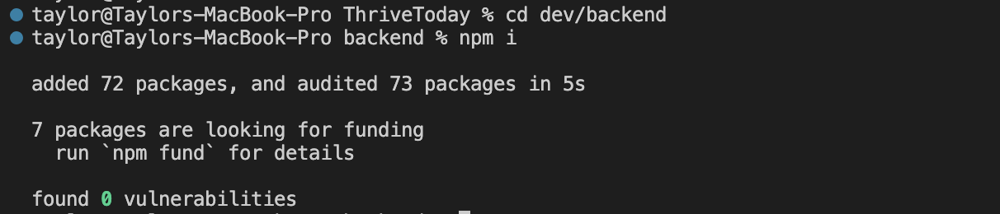 taylor@Taylors-MacBook-Pro ThriveToday % cd dev/backend
taylor@Taylors-MacBook-Pro backend % npm i
added 72 packages, and audited 73 packages in 5s
7 packages are looking for funding
run `npm fund` for details
found 0 vulnerabilities